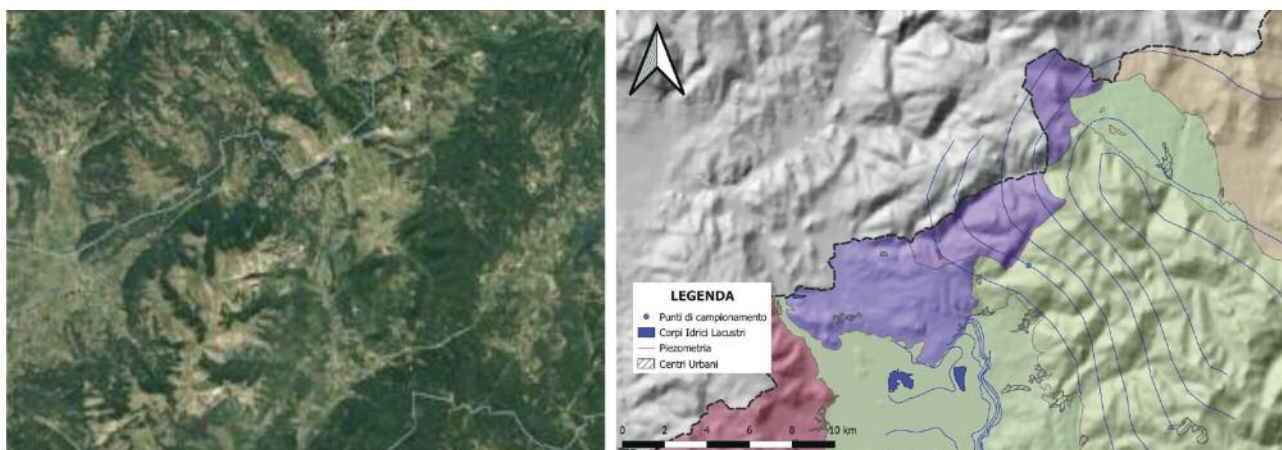 LEGENDA
Punti di campionamento
Corpi Idrici Lacustri
Piezometria
Centri Urbani
0 2 4 6 8 10 km